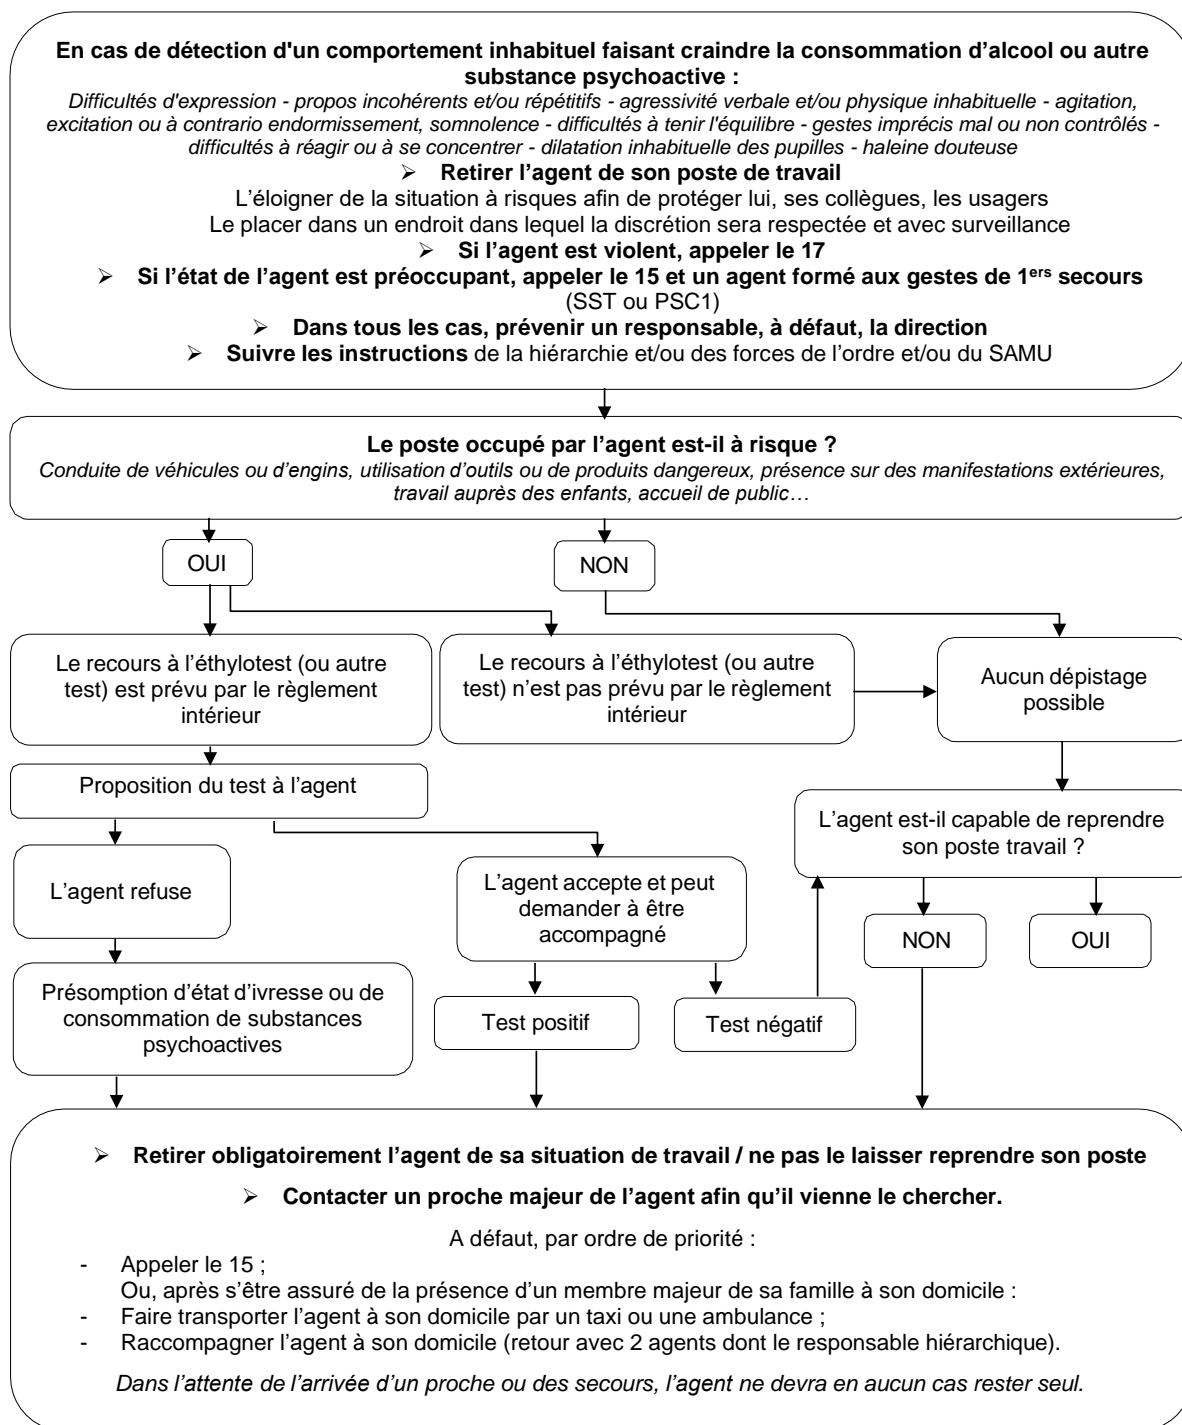 En cas de détection d'un comportement inhabituel faisant craindre la consommation d’alcool ou autre
substance psychoactive :
Difficultés d'expression - propos incohérents et/ou répétitifs - agressivité verbale et/ou physique inhabituelle - agitation,
excitation ou à contrario endormissement, somnolence - difficultés à tenir l'équilibre - gestes imprécis mal ou non contrôlés -
difficultés à réagir ou à se concentrer - dilatation inhabituelle des pupilles - haleine douteuse
➢ Retirer l’agent de son poste de travail
L’éloigner de la situation à risques afin de protéger lui, ses collègues, les usagers
Le placer dans un endroit dans lequel la discrétion sera respectée et avec surveillance
➢ Si l’agent est violent, appeler le 17
➢ Si l’état de l’agent est préoccupant, appeler le 15 et un agent formé aux gestes de 1ers secours
(SST ou PSC1)
➢ Dans tous les cas, prévenir un responsable, à défaut, la direction
➢ Suivre les instructions de la hiérarchie et/ou des forces de l’ordre et/ou du SAMU
Le poste occupé par l’agent est-il à risque ?
Conduite de véhicules ou d’engins, utilisation d’outils ou de produits dangereux, présence sur des manifestations extérieures,
travail auprès des enfants, accueil de public…
OUI
NON
Le recours à l’éthylotest (ou autre
test) est prévu par le règlement
intérieur
Le recours à l’éthylotest (ou autre
test) n’est pas prévu par le règlement
intérieur
Aucun dépistage
possible
Proposition du test à l’agent
L’agent est-il capable de reprendre
son poste travail ?
L’agent refuse
L’agent accepte et peut
demander à être
accompagné
NON
OUI
Présomption d’état d’ivresse ou de
consommation de substances
psychoactives
Test positif
Test négatif
➢ Retirer obligatoirement l’agent de sa situation de travail / ne pas le laisser reprendre son poste
➢ Contacter un proche majeur de l’agent afin qu’il vienne le chercher.
A défaut, par ordre de priorité :
- Appeler le 15 ;
Ou, après s’être assuré de la présence d’un membre majeur de sa famille à son domicile :
- Faire transporter l’agent à son domicile par un taxi ou une ambulance ;
- Raccompagner l’agent à son domicile (retour avec 2 agents dont le responsable hiérarchique).
Dans l’attente de l’arrivée d’un proche ou des secours, l’agent ne devra en aucun cas rester seul.